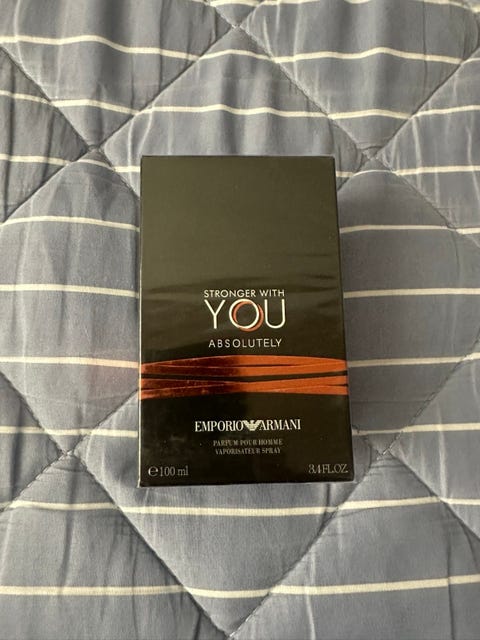 STRONGER WITH
YOU
ABSOLUTELY
EMPORIO ARMANI
PARFUM POUR HOMME
VAPORISATEUR SPRAY
℮100 ml 3.4 FL.OZ